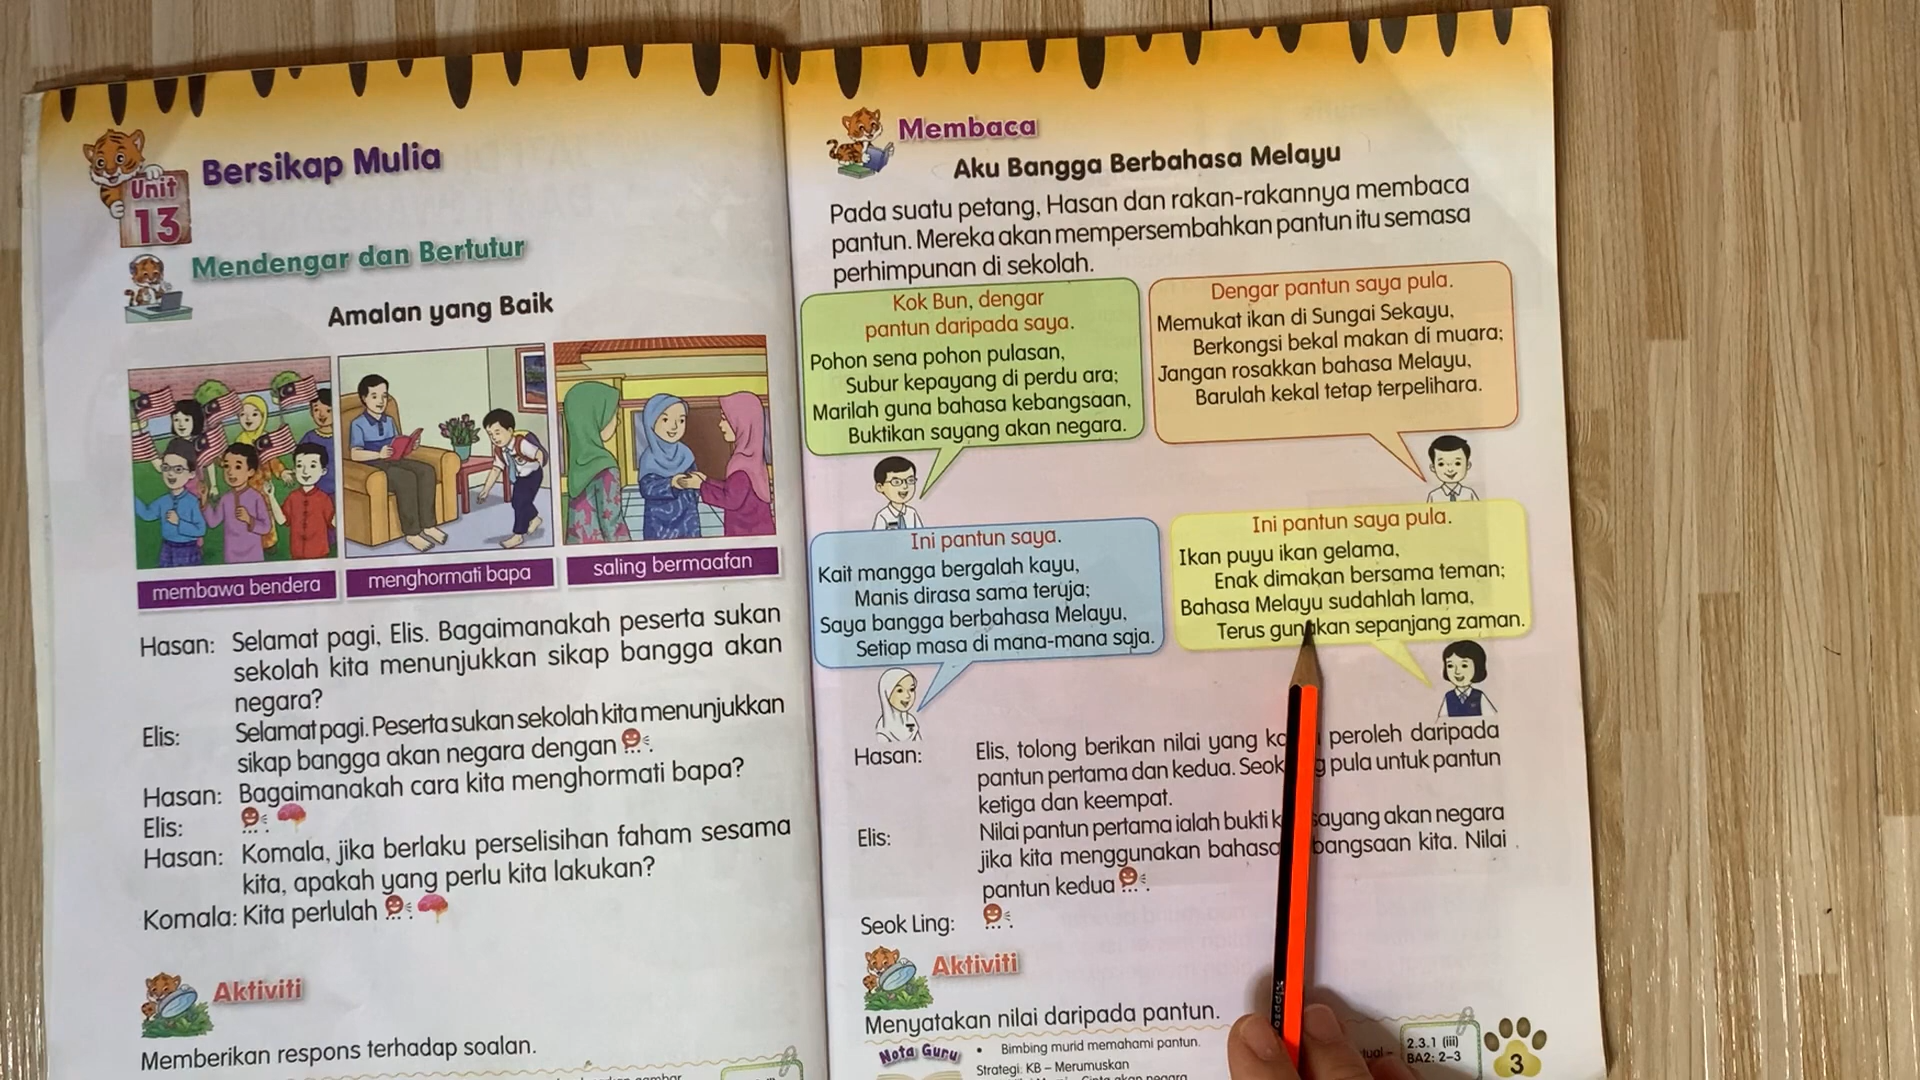 Unit
13
Bersikap Mulia
Mendengar dan Bertutur
Amalan yang Baik
membawa bendera
menghormati bapa
saling bermaafan
Hasan: Selamat pagi, Elis. Bagaimanakah peserta sukan
sekolah kita menunjukkan sikap bangga akan
negara?
Elis: Selamat pagi. Peserta sukan sekolah kita menunjukkan
sikap bangga akan negara dengan ... .
Hasan: Bagaimanakah cara kita menghormati bapa?
Elis: ... .
Hasan: Komala, jika berlaku perselisihan faham sesama
kita, apakah yang perlu kita lakukan?
Komala: Kita perlulah ... .
Aktiviti
Memberikan respons terhadap soalan.
Membaca
Aku Bangga Berbahasa Melayu
Pada suatu petang, Hasan dan rakan-rakannya membaca
pantun. Mereka akan mempersembahkan pantun itu semasa
perhimpunan di sekolah.
Kok Bun, dengar
pantun daripada saya.
Pohon sena pohon pulasan,
Subur kepayang di perdu ara;
Marilah guna bahasa kebangsaan,
Buktikan sayang akan negara.
Dengar pantun saya pula.
Memukat ikan di Sungai Sekayu,
Berkongsi bekal makan di muara;
Jangan rosakkan bahasa Melayu,
Barulah kekal tetap terpelihara.
Ini pantun saya.
Kait mangga bergalah kayu,
Manis dirasa sama teruja;
Saya bangga berbahasa Melayu,
Setiap masa di mana-mana saja.
Ini pantun saya pula.
Ikan puyu ikan gelama,
Enak dimakan bersama teman;
Bahasa Melayu sudahlah lama,
Terus gunakan sepanjang zaman.
Hasan: Elis, tolong berikan nilai yang peroleh daripada
pantun pertama dan kedua. Seok pula untuk pantun
ketiga dan keempat.
Elis: Nilai pantun pertama ialah bukti sayang akan negara
jika kita menggunakan bahasa kita. Nilai
pantun kedua ... .
Seok Ling: ... .
Aktiviti
Menyatakan nilai daripada pantun.
Nota Guru
• Bimbing murid memahami pantun.
Strategi: KB – Merumuskan
2.3.1 (iii)
BA2: 2–3
3